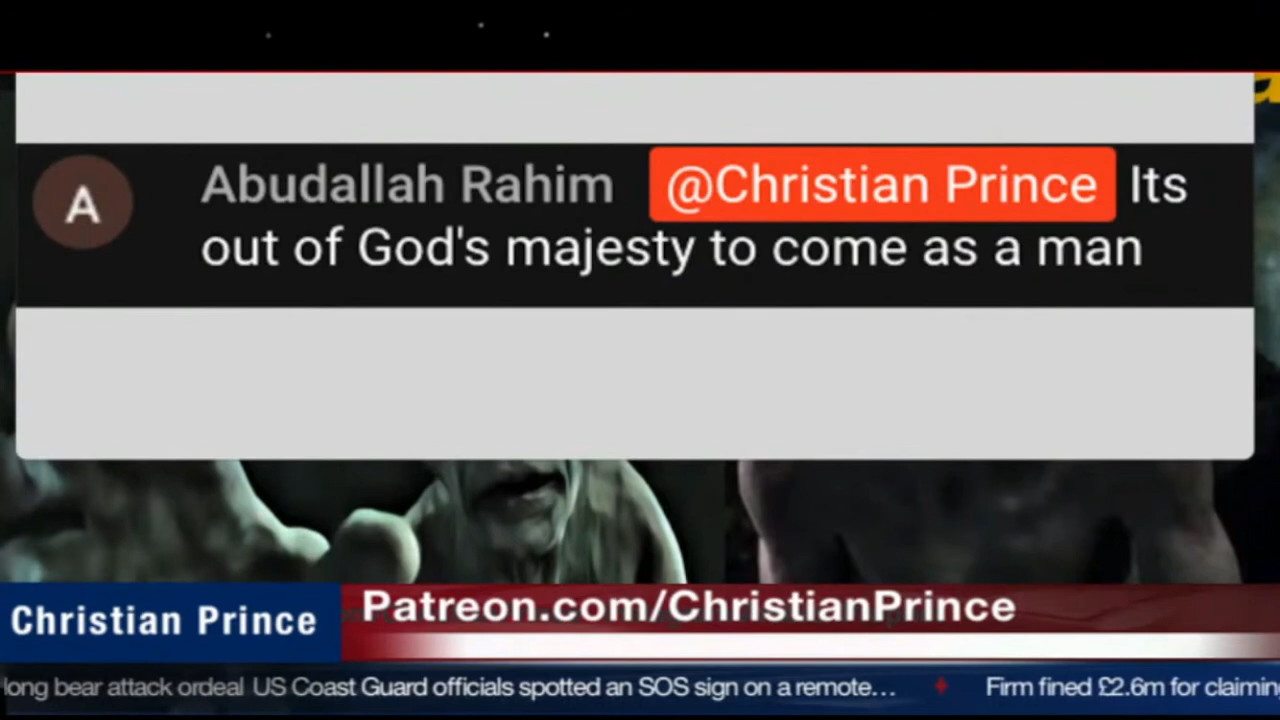 A
Abudallah Rahim @Christian Prince Its
out of God's majesty to come as a man
Christian Prince
Patreon.com/ChristianPrince
long bear attack ordeal US Coast Guard officials spotted an SOS sign on a remote... Firm fined £2.6m for claiming